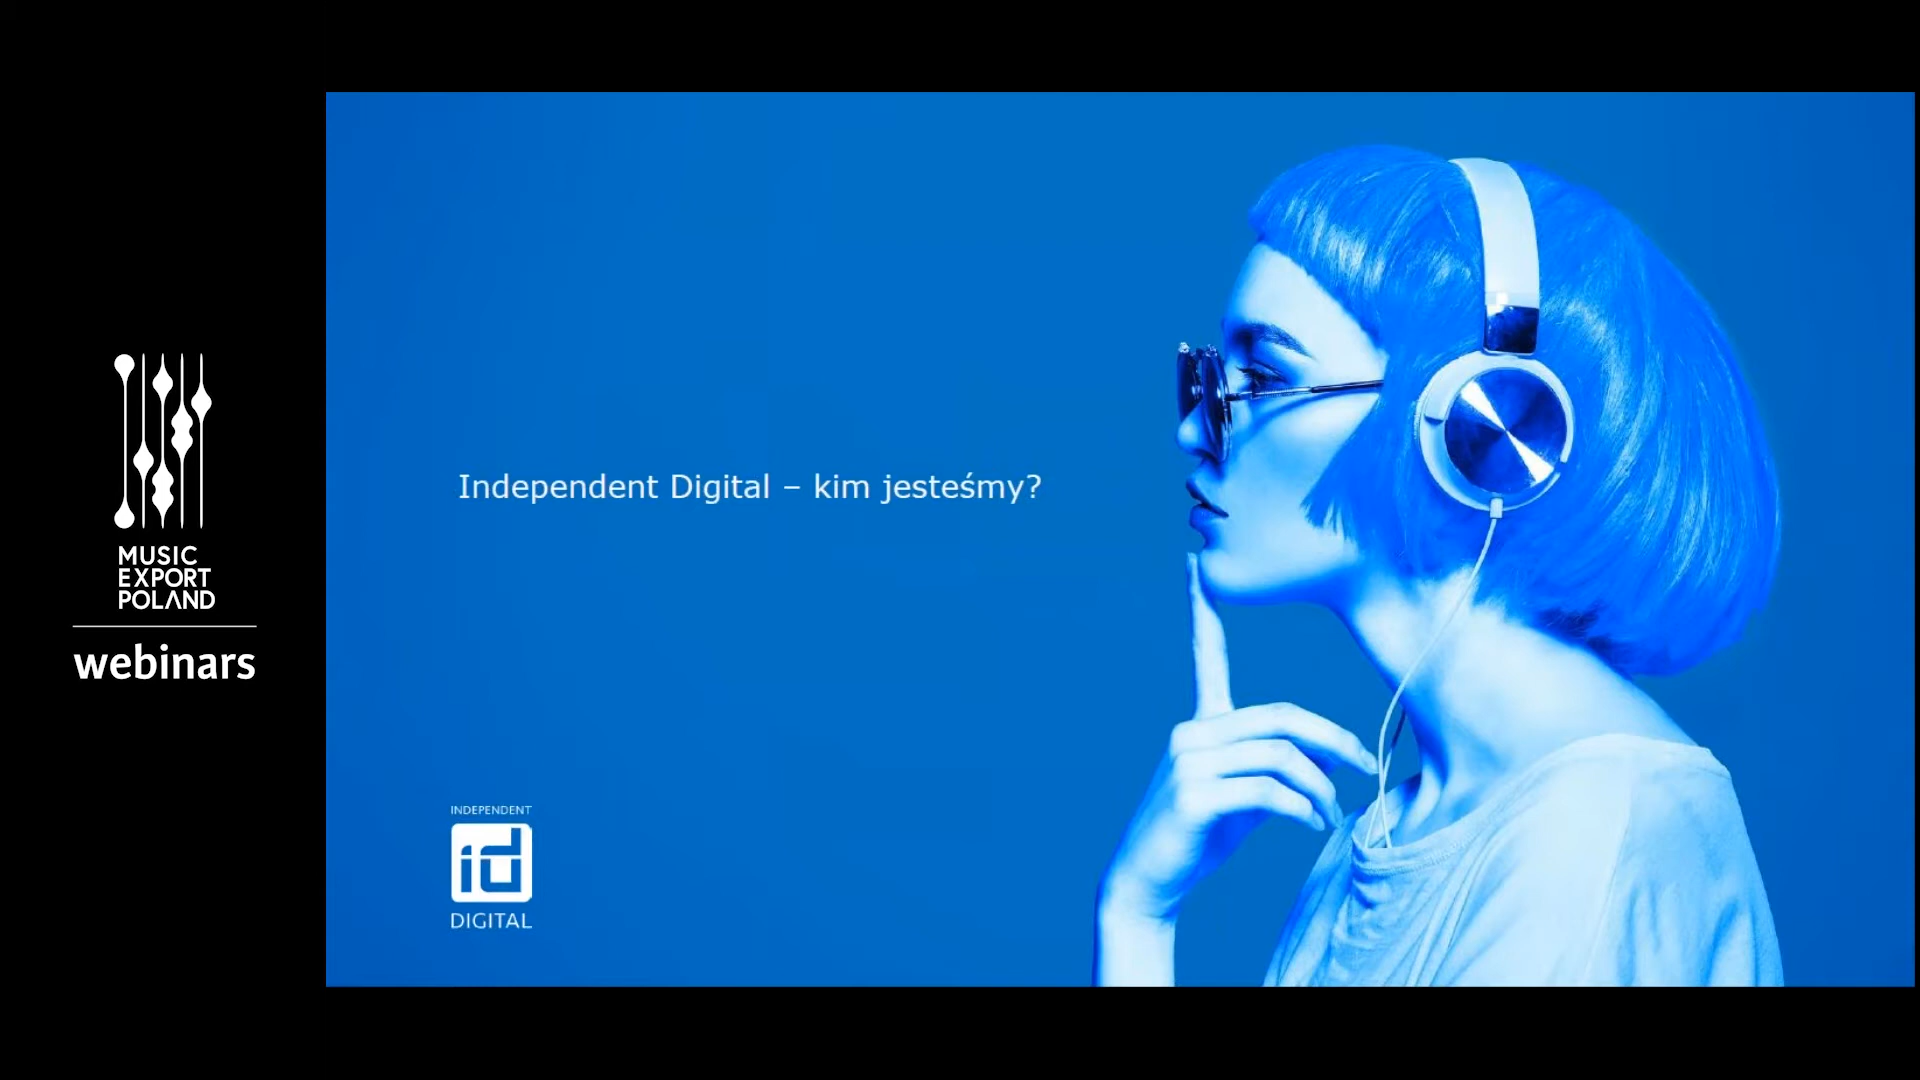 MUSIC
EXPORT
POLAND
webinars
Independent Digital – kim jesteśmy?
INDEPENDENT
id
DIGITAL